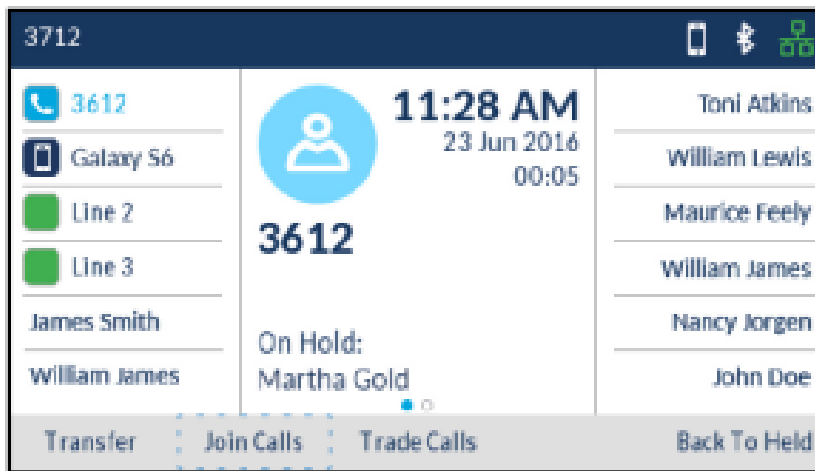 3712
3612
Galaxy S6
Line 2
Line 3
James Smith
William James
11:28 AM
23 Jun 2016
00:05
3612
On Hold:
Martha Gold
Toni Atkins
William Lewis
Maurice Feely
William James
Nancy Jorgen
John Doe
Transfer
Join Calls
Trade Calls
Back To Held